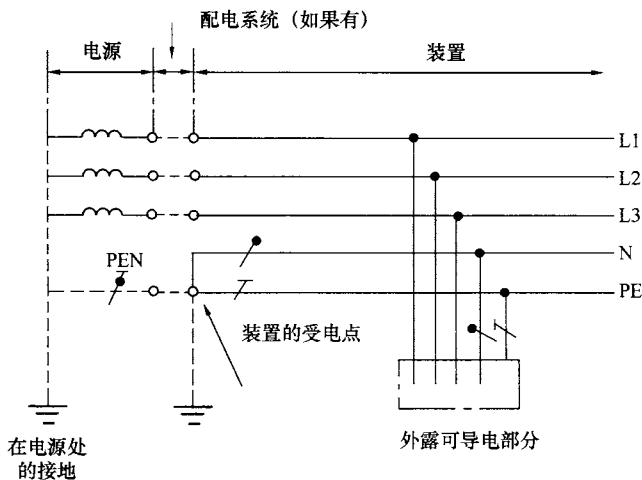 配电系统（如果有）
电源
装置
L1
L2
L3
N
PEN
PE
装置的受电点
在电源处
的接地
外露可导电部分